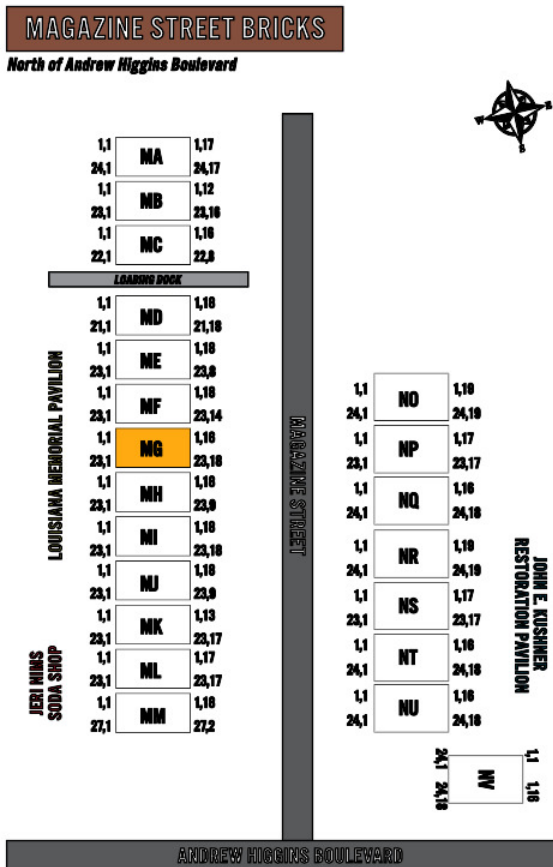 MAGAZINE STREET BRICKS
North of Andrew Higgins Boulevard
N E S W
1,1 MA 1,17
24,1 24,17
1,1 MB 1,12
23,1 23,16
1,1 MC 1,16
22,1 22,8
LOADING DOCK
1,1 MD 1,18
21,1 21,18
1,1 ME 1,18
23,1 23,8
1,1 MF 1,18
23,1 23,14
1,1 MG 1,16
23,1 23,18
1,1 MH 1,18
23,1 23,9
1,1 MI 1,18
23,1 23,18
1,1 MJ 1,18
23,1 23,9
1,1 MK 1,13
23,1 23,17
1,1 ML 1,17
23,1 23,17
1,1 MM 1,18
27,1 27,2
LOUISIANA MEMORIAL PAVILION
JERI NIMS
SODA SHOP
MAGAZINE STREET
1,1 NO 1,19
24,1 24,19
1,1 NP 1,17
23,1 23,17
1,1 NQ 1,16
24,1 24,18
1,1 NR 1,19
24,1 24,19
1,1 NS 1,17
23,1 23,17
1,1 NT 1,16
24,1 24,18
1,1 NU 1,16
24,1 24,18
JOHN E. KUSHNER
RESTORATION PAVILION
24,1 NV 1,1
24,18 1,16
ANDREW HIGGINS BOULEVARD